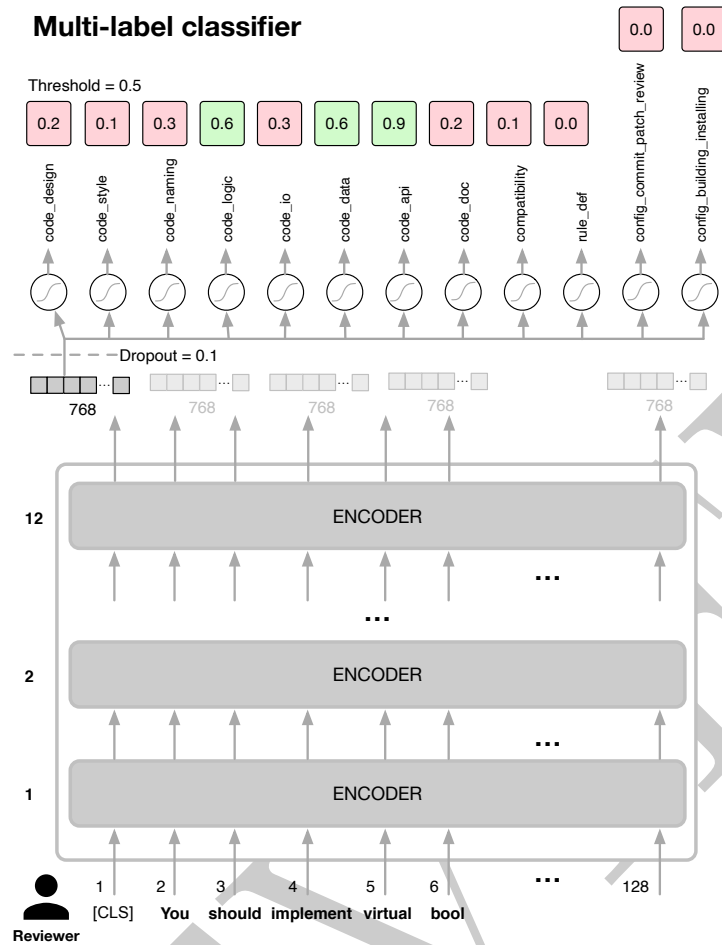 Multi-label classifier
0.0 0.0
Threshold = 0.5
0.2 0.1 0.3 0.6 0.3 0.6 0.9 0.2 0.1 0.0
code_design code_style code_naming code_logic code_io code_data code_api code_doc compatibility rule_def config_commit_patch_review config_building_installing
Dropout = 0.1
... ... ... ... ...
768 768 768 768 768
12 ENCODER
...
...
2 ENCODER
...
1 ENCODER
1 2 3 4 5 6 ... 128
[CLS] You should implement virtual bool
Reviewer